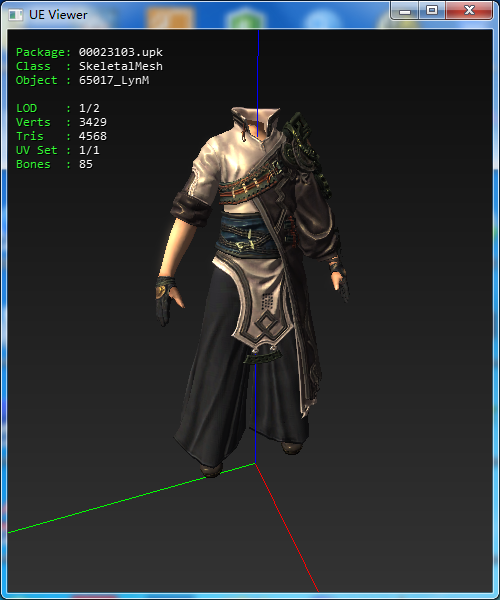 UE Viewer
Package: 00023103.upk
Class : SkeletalMesh
Object : 65017_LynM
LOD : 1/2
Verts : 3429
Tris : 4568
UV Set : 1/1
Bones : 85